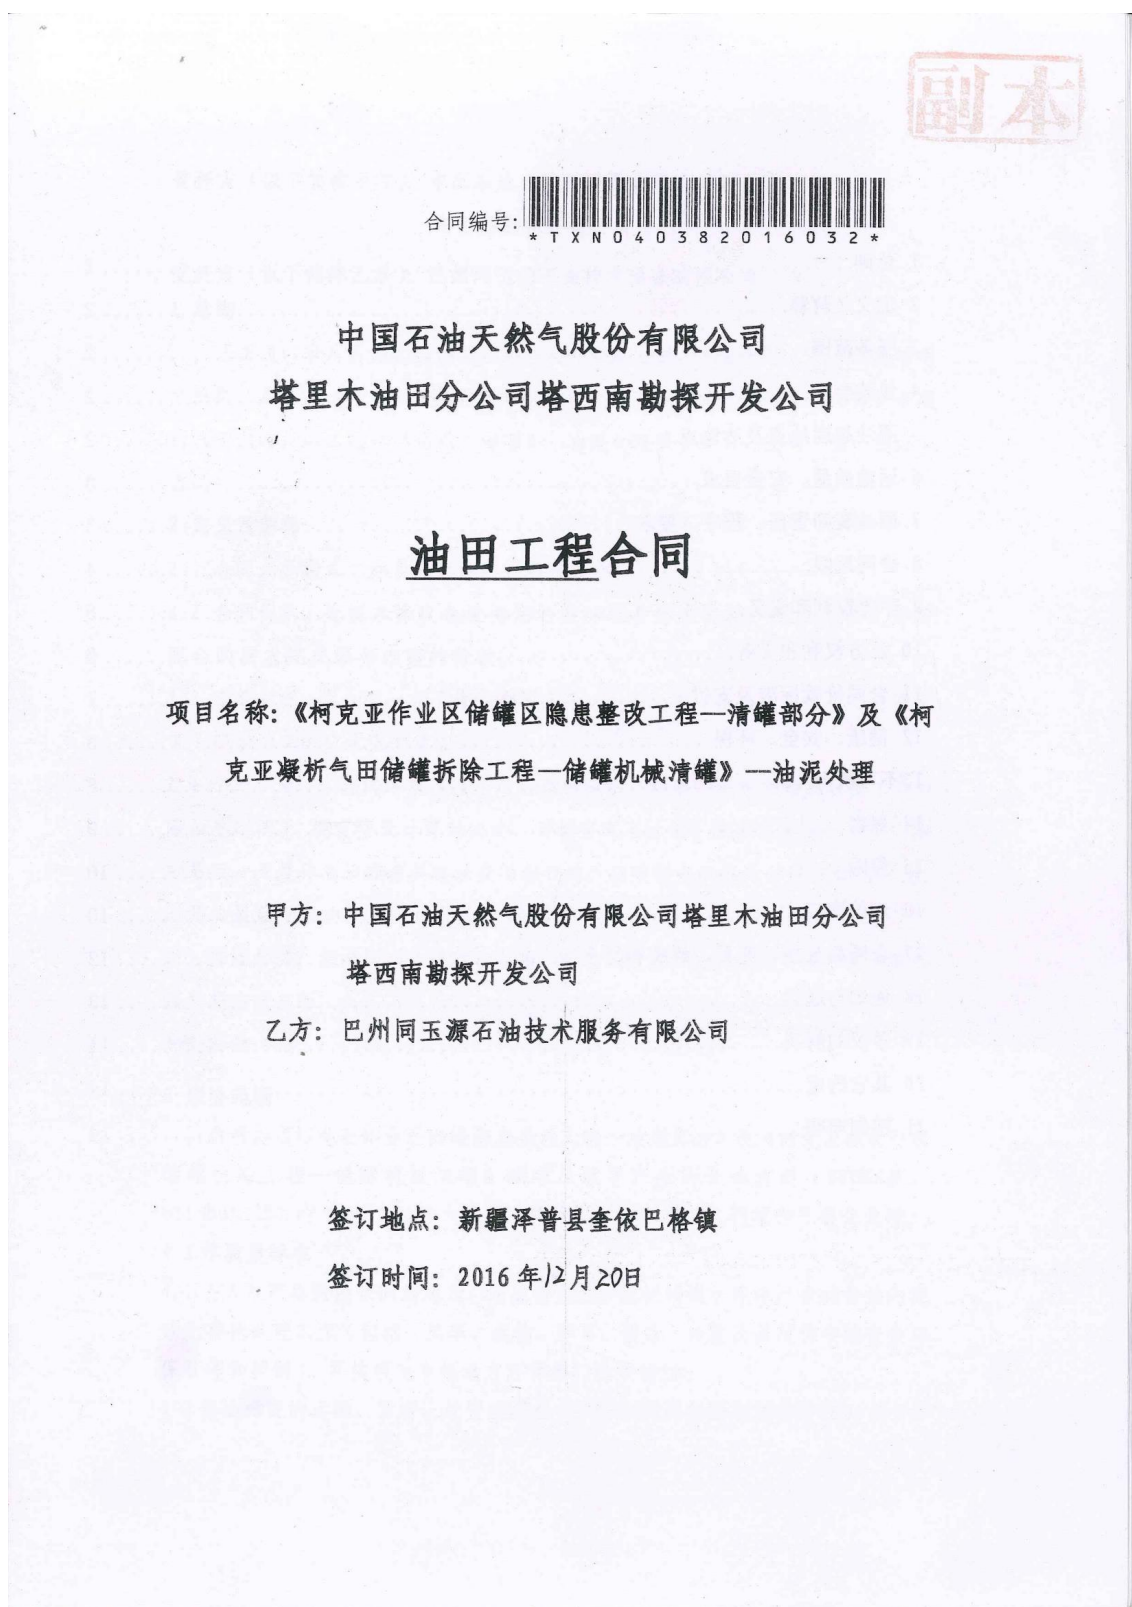 副本
合同编号:
*TXN040382016032*
中国石油天然气股份有限公司
塔里木油田分公司塔西南勘探开发公司
油田工程合同
项目名称:《柯克亚作业区储罐区隐患整改工程—清罐部分》及《柯
克亚凝析气田储罐拆除工程—储罐机械清罐》—油泥处理
甲方: 中国石油天然气股份有限公司塔里木油田分公司
塔西南勘探开发公司
乙方: 巴州同玉源石油技术服务有限公司
签订地点: 新疆泽普县奎依巴格镇
签订时间: 2016年12月20日